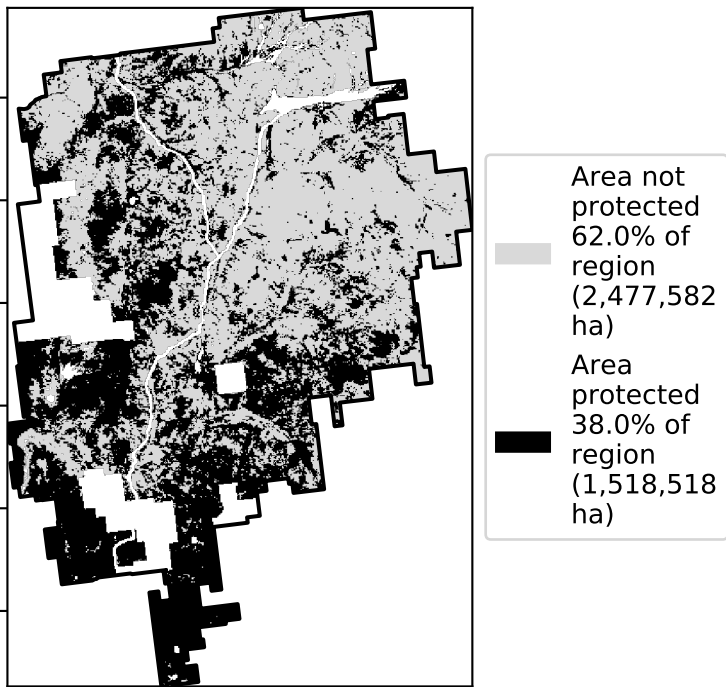 Area not
protected
62.0% of
region
(2,477,582
ha)
Area
protected
38.0% of
region
(1,518,518
ha)